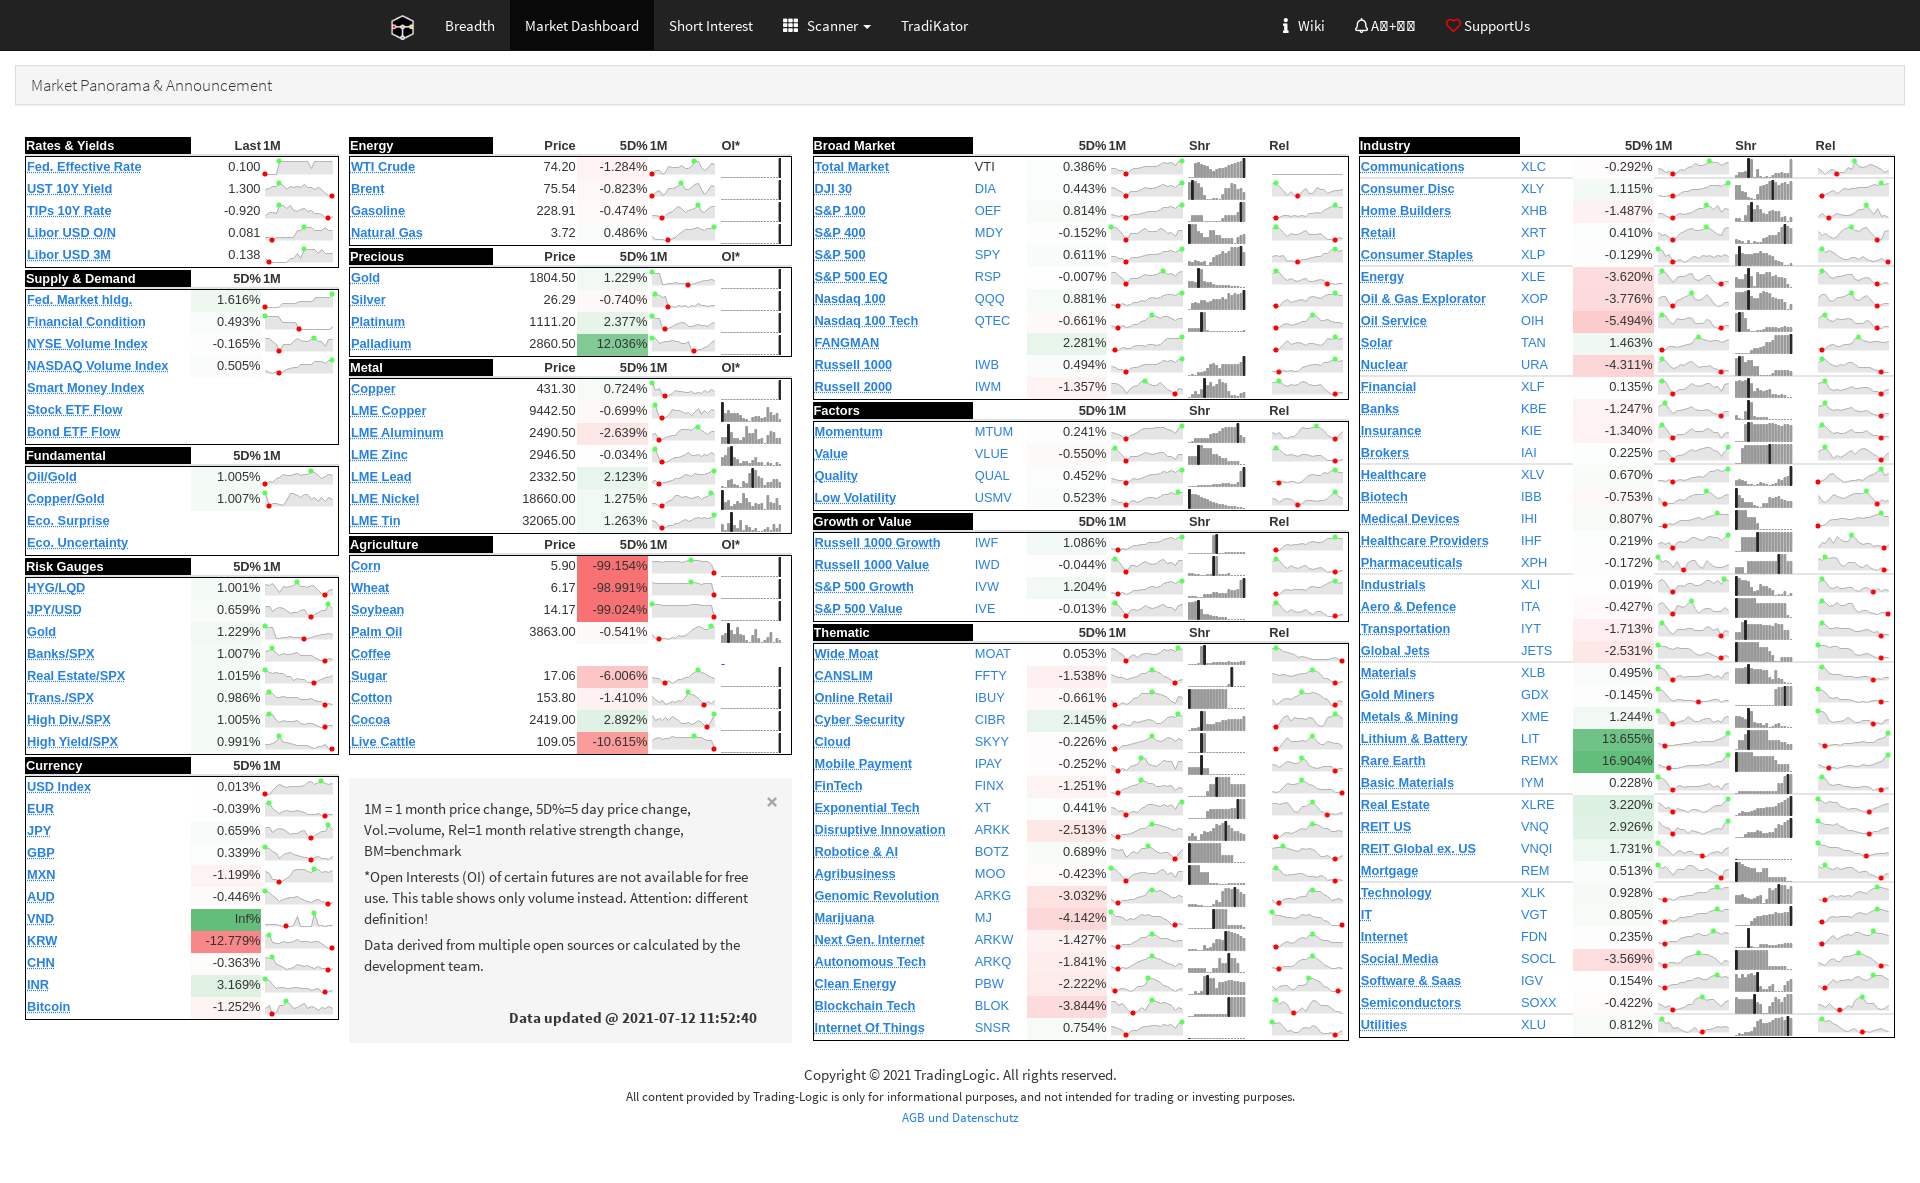 Breadth Market Dashboard Short Interest Scanner TradiKator Wiki SupportUs
Market Panorama & Announcement
Rates & Yields Last 1M
Fed. Effective Rate 0.100
UST 10Y Yield 1.300
TIPs 10Y Rate -0.920
Libor USD O/N 0.081
Libor USD 3M 0.138
Supply & Demand 5D% 1M
Fed. Market hldg. 1.616%
Financial Condition 0.493%
NYSE Volume Index -0.165%
NASDAQ Volume Index 0.505%
Smart Money Index
Stock ETF Flow
Bond ETF Flow
Fundamental 5D% 1M
Oil/Gold 1.005%
Copper/Gold 1.007%
Eco. Surprise
Eco. Uncertainty
Risk Gauges 5D% 1M
HYG/LQD 1.001%
JPY/USD 0.659%
Gold 1.229%
Banks/SPX 1.007%
Real Estate/SPX 1.015%
Trans./SPX 0.986%
High Div./SPX 1.005%
High Yield/SPX 0.991%
Currency 5D% 1M
USD Index 0.013%
EUR -0.039%
JPY 0.659%
GBP 0.339%
MXN -1.199%
AUD -0.446%
VND Inf%
KRW -12.779%
CHN -0.363%
INR 3.169%
Bitcoin -1.252%
Energy Price 5D% 1M OI*
WTI Crude 74.20 -1.284%
Brent 75.54 -0.823%
Gasoline 228.91 -0.474%
Natural Gas 3.72 0.486%
Precious Price 5D% 1M OI*
Gold 1804.50 1.229%
Silver 26.29 -0.740%
Platinum 1111.20 2.377%
Palladium 2860.50 12.036%
Metal Price 5D% 1M OI*
Copper 431.30 0.724%
LME Copper 9442.50 -0.699%
LME Aluminum 2490.50 -2.639%
LME Zinc 2946.50 -0.034%
LME Lead 2332.50 2.123%
LME Nickel 18660.00 1.275%
LME Tin 32065.00 1.263%
Agriculture Price 5D% 1M OI*
Corn 5.90 -99.154%
Wheat 6.17 -98.991%
Soybean 14.17 -99.024%
Palm Oil 3863.00 -0.541%
Coffee -
Sugar 17.06 -6.006%
Cotton 153.80 -1.410%
Cocoa 2419.00 2.892%
Live Cattle 109.05 -10.615%
×
1M = 1 month price change, 5D%=5 day price change,
Vol.=volume, Rel=1 month relative strength change,
BM=benchmark
*Open Interests (OI) of certain futures are not available for free
use. This table shows only volume instead. Attention: different
definition!
Data derived from multiple open sources or calculated by the
development team.
Data updated @ 2021-07-12 11:52:40
Broad Market 5D% 1M Shr Rel
Total Market VTI 0.386%
DJI 30 DIA 0.443%
S&P 100 OEF 0.814%
S&P 400 MDY -0.152%
S&P 500 SPY 0.611%
S&P 500 EQ RSP -0.007%
Nasdaq 100 QQQ 0.881%
Nasdaq 100 Tech QTEC -0.661%
FANGMAN 2.281%
Russell 1000 IWB 0.494%
Russell 2000 IWM -1.357%
Factors 5D% 1M Shr Rel
Momentum MTUM 0.241%
Value VLUE -0.550%
Quality QUAL 0.452%
Low Volatility USMV 0.523%
Growth or Value 5D% 1M Shr Rel
Russell 1000 Growth IWF 1.086%
Russell 1000 Value IWD -0.044%
S&P 500 Growth IVW 1.204%
S&P 500 Value IVE -0.013%
Thematic 5D% 1M Shr Rel
Wide Moat MOAT 0.053%
CANSLIM FFTY -1.538%
Online Retail IBUY -0.661%
Cyber Security CIBR 2.145%
Cloud SKYY -0.226%
Mobile Payment IPAY -0.252%
FinTech FINX -1.251%
Exponential Tech XT 0.441%
Disruptive Innovation ARKK -2.513%
Robotice & AI BOTZ 0.689%
Agribusiness MOO -0.423%
Genomic Revolution ARKG -3.032%
Marijuana MJ -4.142%
Next Gen. Internet ARKW -1.427%
Autonomous Tech ARKQ -1.841%
Clean Energy PBW -2.222%
Blockchain Tech BLOK -3.844%
Internet Of Things SNSR 0.754%
Industry 5D% 1M Shr Rel
Communications XLC -0.292%
Consumer Disc XLY 1.115%
Home Builders XHB -1.487%
Retail XRT 0.410%
Consumer Staples XLP -0.129%
Energy XLE -3.620%
Oil & Gas Explorator XOP -3.776%
Oil Service OIH -5.494%
Solar TAN 1.463%
Nuclear URA -4.311%
Financial XLF 0.135%
Banks KBE -1.247%
Insurance KIE -1.340%
Brokers IAI 0.225%
Healthcare XLV 0.670%
Biotech IBB -0.753%
Medical Devices IHI 0.807%
Healthcare Providers IHF 0.219%
Pharmaceuticals XPH -0.172%
Industrials XLI 0.019%
Aero & Defence ITA -0.427%
Transportation IYT -1.713%
Global Jets JETS -2.531%
Materials XLB 0.495%
Gold Miners GDX -0.145%
Metals & Mining XME 1.244%
Lithium & Battery LIT 13.655%
Rare Earth REMX 16.904%
Basic Materials IYM 0.228%
Real Estate XLRE 3.220%
REIT US VNQ 2.926%
REIT Global ex. US VNQI 1.731%
Mortgage REM 0.513%
Technology XLK 0.928%
IT VGT 0.805%
Internet FDN 0.235%
Social Media SOCL -3.569%
Software & Saas IGV 0.154%
Semiconductors SOXX -0.422%
Utilities XLU 0.812%
Copyright © 2021 TradingLogic. All rights reserved.
All content provided by Trading-Logic is only for informational purposes, and not intended for trading or investing purposes.
AGB und Datenschutz